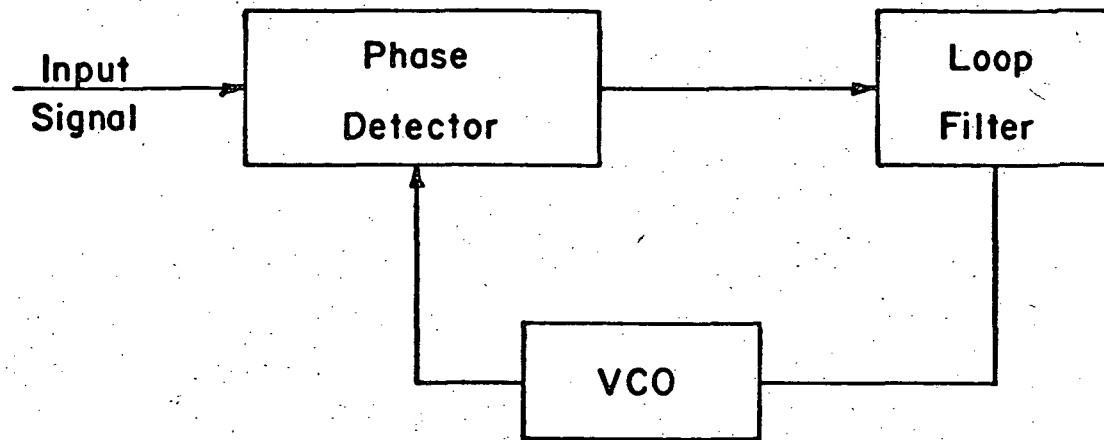 Input
Signal
Phase
Detector
Loop
Filter
VCO